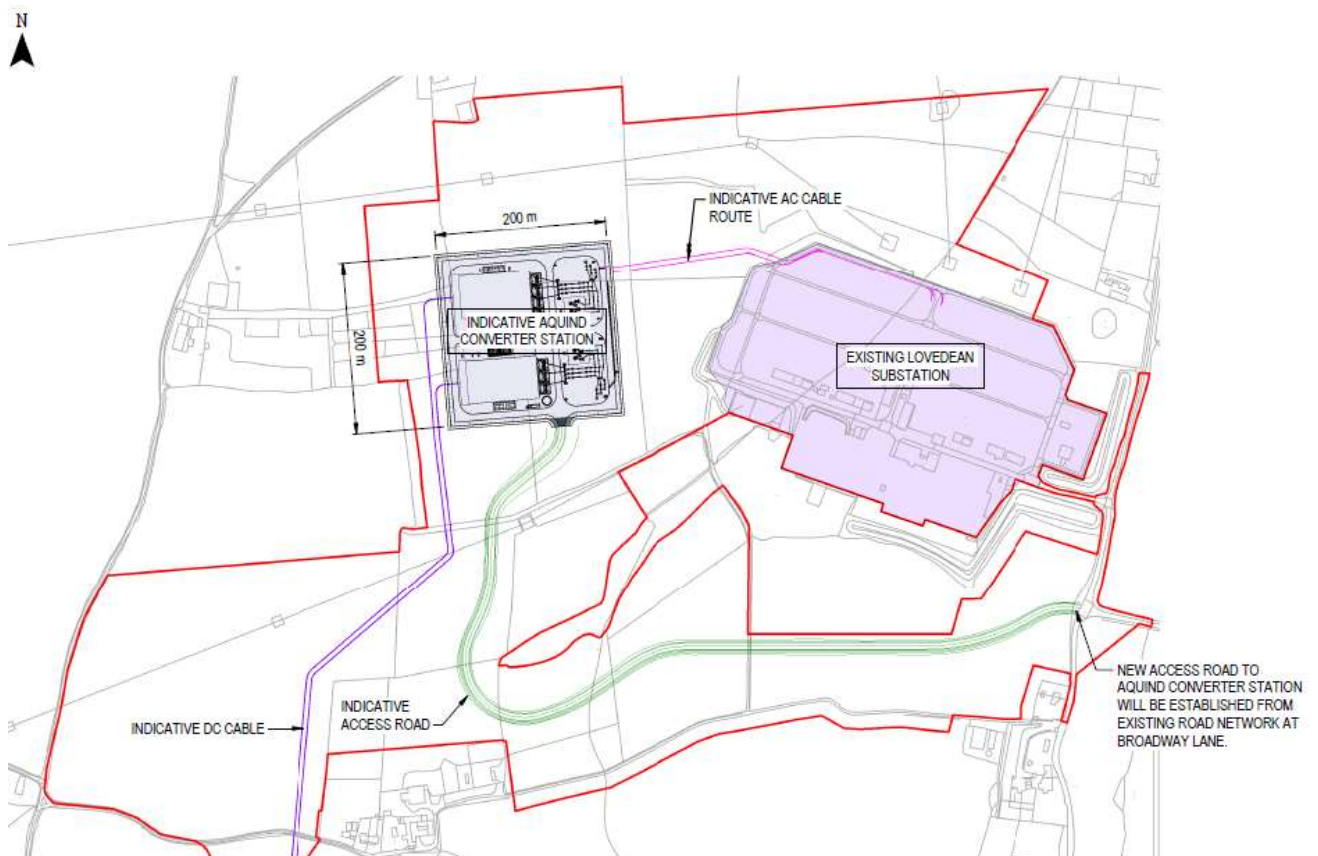 N
INDICATIVE AC CABLE
ROUTE
200 m
200 m
INDICATIVE AQUIND
CONVERTER STATION
EXISTING LOVEDEAN
SUBSTATION
INDICATIVE DC CABLE
INDICATIVE
ACCESS ROAD
NEW ACCESS ROAD TO
AQUIND CONVERTER STATION
WILL BE ESTABLISHED FROM
EXISTING ROAD NETWORK AT
BROADWAY LANE.